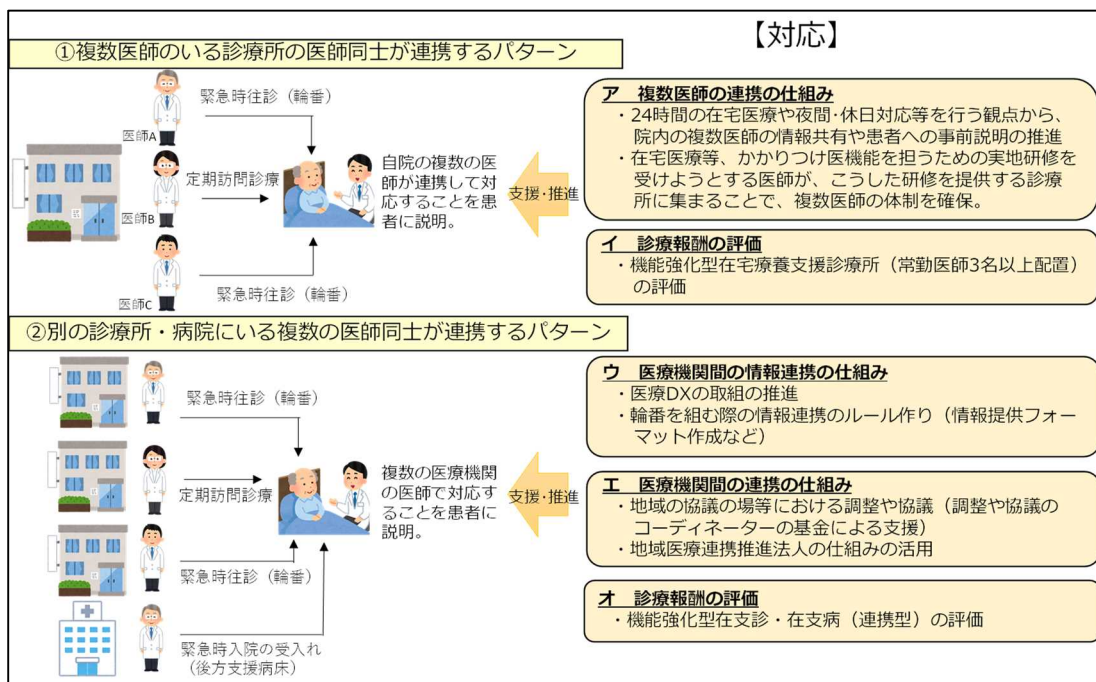 【対応】
①複数医師のいる診療所の医師同士が連携するパターン
緊急時往診（輪番）
医師A
定期訪問診療
医師B
緊急時往診（輪番）
医師C
自院の複数の医
師が連携して対
応することを患
者に説明。
支援・推進
ア　複数医師の連携の仕組み
・24時間の在宅医療や夜間・休日対応等を行う観点から、
院内の複数医師の情報共有や患者への事前説明の推進
・在宅医療等、かかりつけ医機能を担うための実地研修を
受けようとする医師が、こうした研修を提供する診療
所に集まることで、複数医師の体制を確保。
イ　診療報酬の評価
・機能強化型在宅療養支援診療所（常勤医師3名以上配置）
の評価
②別の診療所・病院にいる複数の医師同士が連携するパターン
緊急時往診（輪番）
定期訪問診療
緊急時往診（輪番）
緊急時入院の受入れ
（後方支援病床）
複数の医療機関
の医師で対応す
ることを患者に
説明。
支援・推進
ウ　医療機関間の情報連携の仕組み
・医療DXの取組の推進
・輪番を組む際の情報連携のルール作り（情報提供フォー
マット作成など）
エ　医療機関間の連携の仕組み
・地域の協議の場等における調整や協議（調整や協議の
コーディネーターの基金による支援）
・地域医療連携推進法人の仕組みの活用
オ　診療報酬の評価
・機能強化型在支診・在支病（連携型）の評価